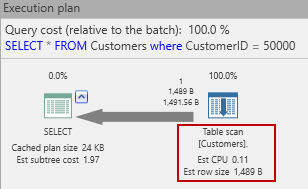 Execution plan
Query cost (relative to the batch): 100.0 %
SELECT * FROM Customers where CustomerID = 50000
0.0%
1
1,489 B
1,491.56 B
100.0%
SELECT
Cached plan size 24 KB
Est subtree cost 1.97
Table scan
[Customers].
Est CPU 0.11
Est row size 1,489 B